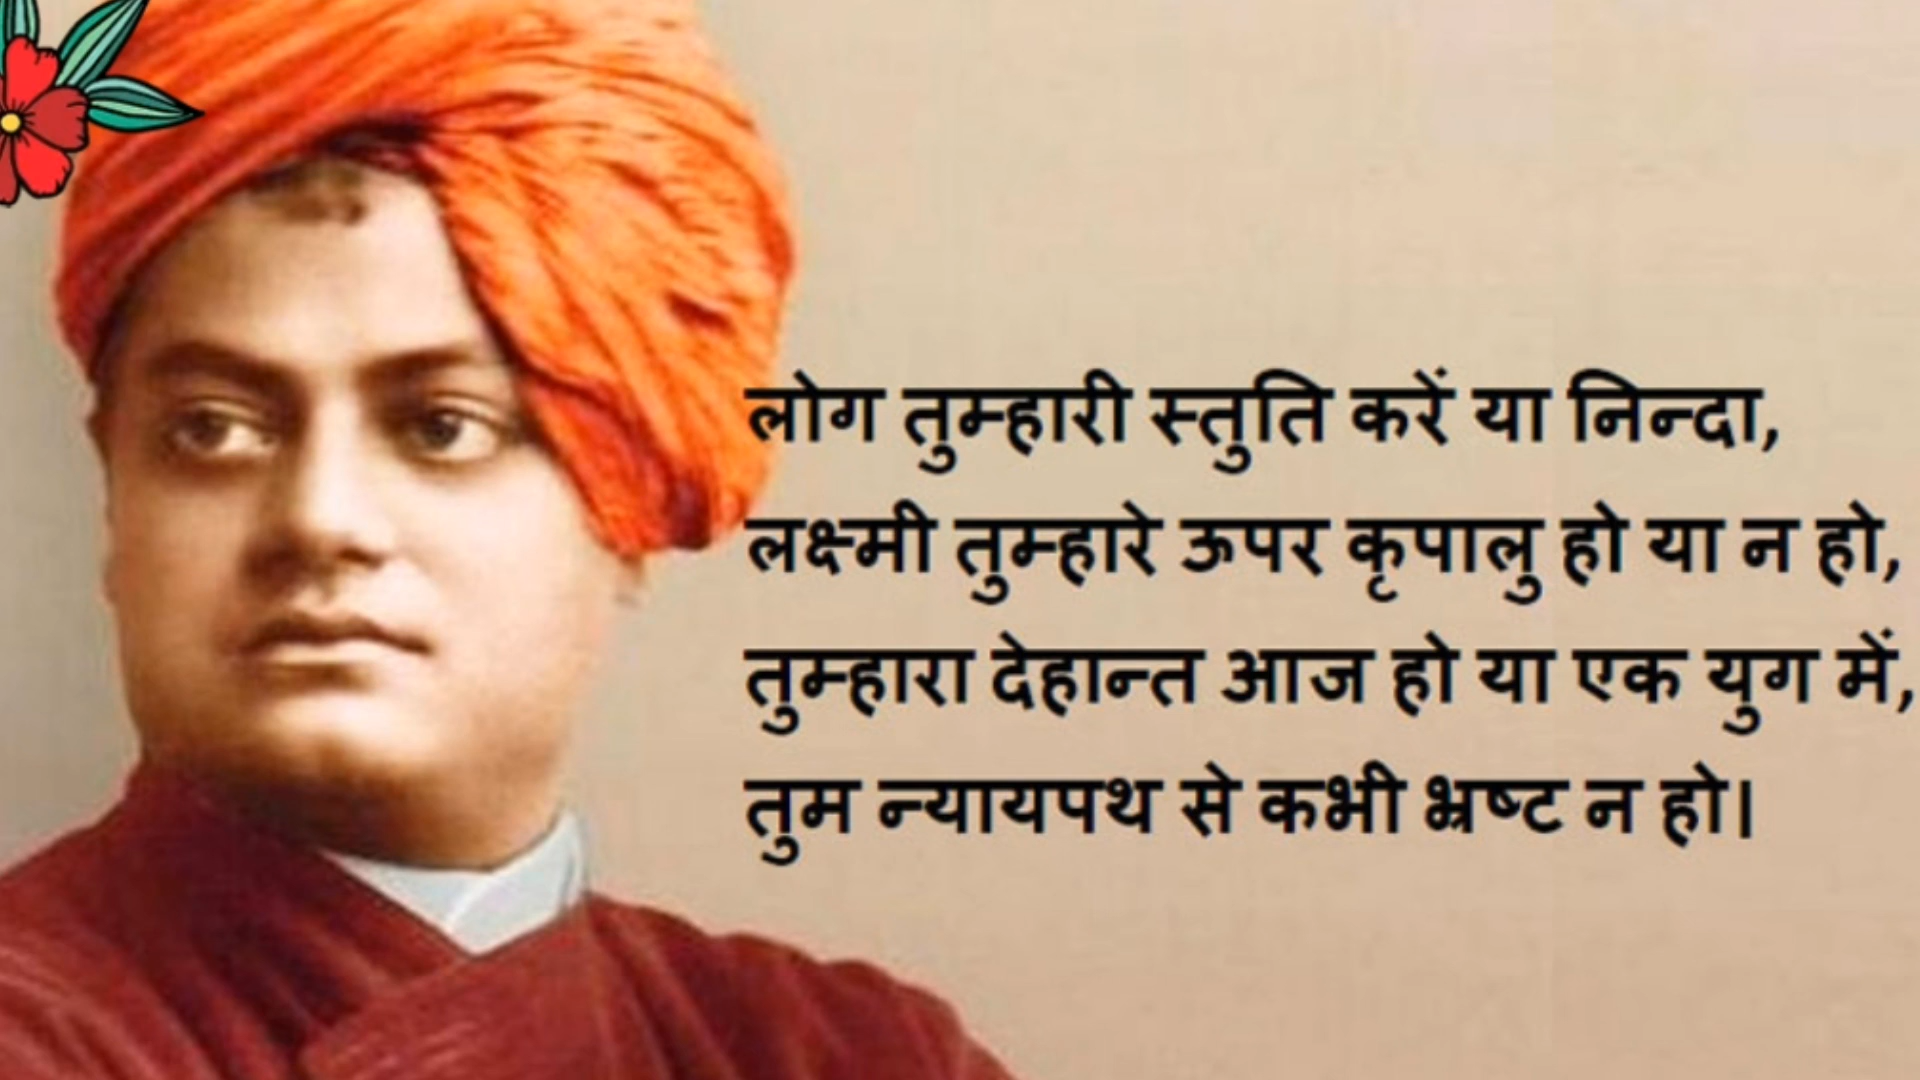 लोग तुम्हारी स्तुति करें या निन्दा,
लक्ष्मी तुम्हारे ऊपर कृपालु हो या न हो,
तुम्हारा देहान्त आज हो या एक युग में,
तुम न्यायपथ से कभी भ्रष्ट न हो।